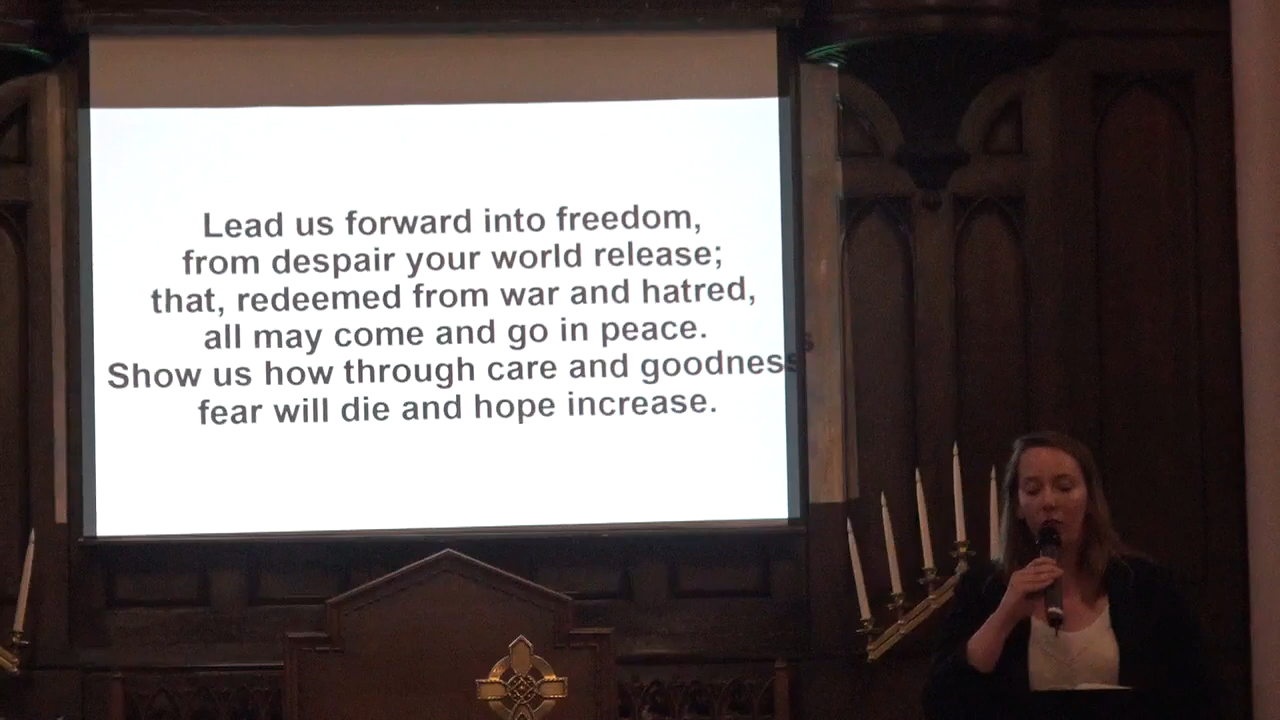 Lead us forward into freedom,
from despair your world release;
that, redeemed from war and hatred,
all may come and go in peace.
Show us how through care and goodness
fear will die and hope increase.